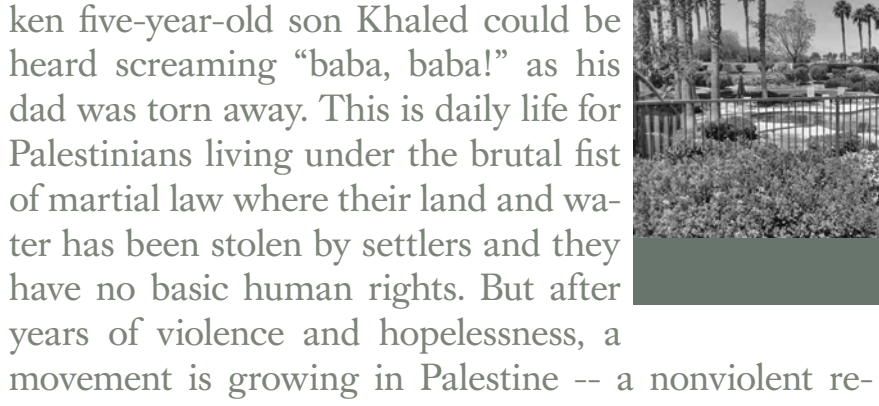 ken five-year-old son Khaled could be
heard screaming “baba, baba!” as his
dad was torn away. This is daily life for
Palestinians living under the brutal fist
of martial law where their land and wa-
ter has been stolen by settlers and they
have no basic human rights. But after
years of violence and hopelessness, a
movement is growing in Palestine -- a nonviolent re-